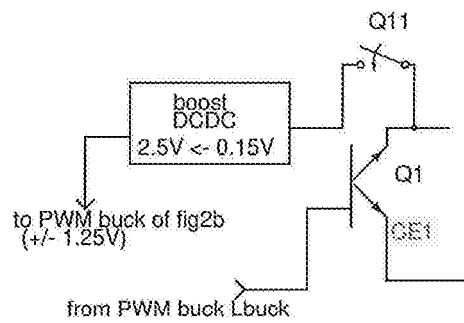 Q11
boost
DCDC
2.5V <- 0.15V
Q1
to PWM buck of fig2b
(+/- 1.25V)
CE1
from PWM buck Lbuck